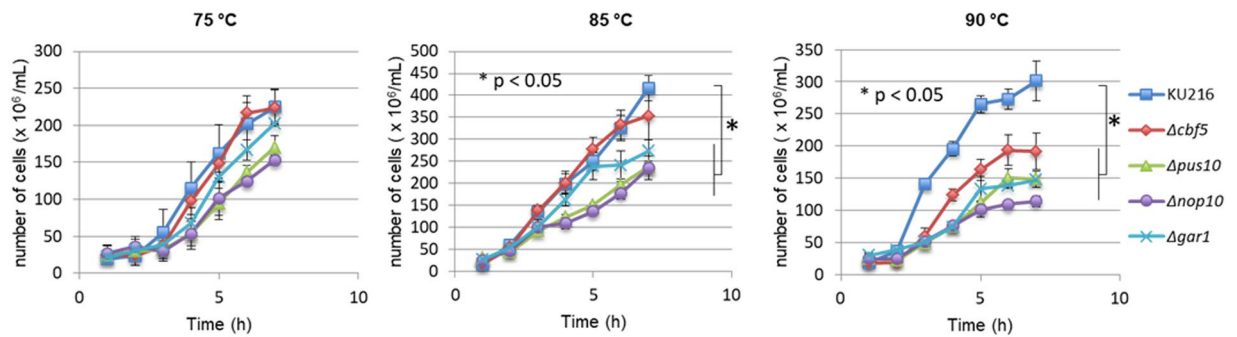 75 ºC
number of cells (x 10⁶/mL)
300
250
200
150
100
50
0
0
5
10
Time (h)
85 ºC
number of cells (x 10⁶/mL)
500
450
400
350
300
250
200
150
100
50
0
* p < 0.05
*
0
5
10
Time (h)
90 ºC
number of cells ( x 10⁶/mL)
350
300
250
200
150
100
50
0
* p < 0.05
*
0
5
10
Time (h)
KU216
Δcbf5
Δpus10
Δnop10
Δgar1